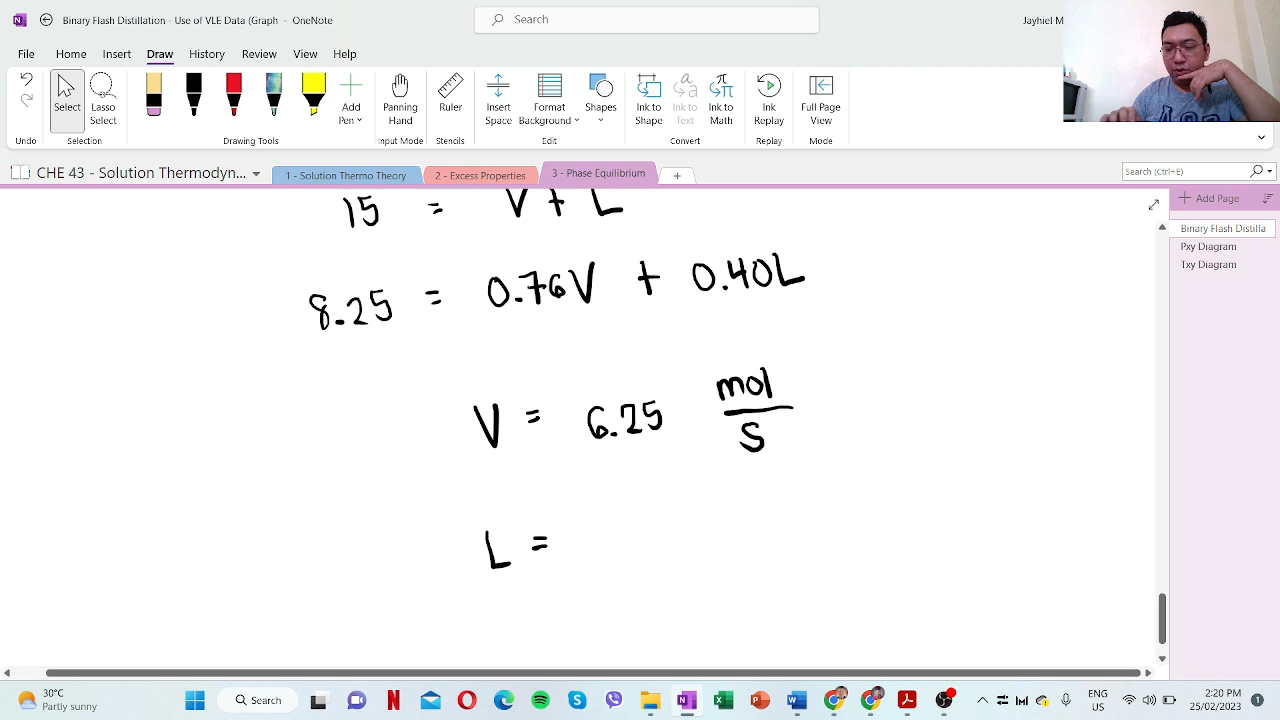 Binary Flash Distillation - Use of VLE Data (Graph... - OneNote
Search
Jayhiel M
File Home Insert Draw History Review View Help
Undo
Select
Lasso Select
Add Pen
Panning Hand
Ruler
Insert Space
Format Background
Shapes
Ink to Shape
Ink to Text
Ink to Math
Ink Replay
Full Page View
Undo Drawing Tools Input Mode Stencils Edit Convert Replay Mode
CHE 43 - Solution Thermodyn...
1 - Solution Thermo Theory
2 - Excess Properties
3 - Phase Equilibrium
Search (Ctrl+E)
Add Page
Binary Flash Distilla
Pxy Diagram
Txy Diagram
15 = V + L
8.25 = 0.76V + 0.40L
V = 6.25 mol/s
L =
30°C
Partly sunny
Search
ENG
US
2:20 PM
25/02/2023
1